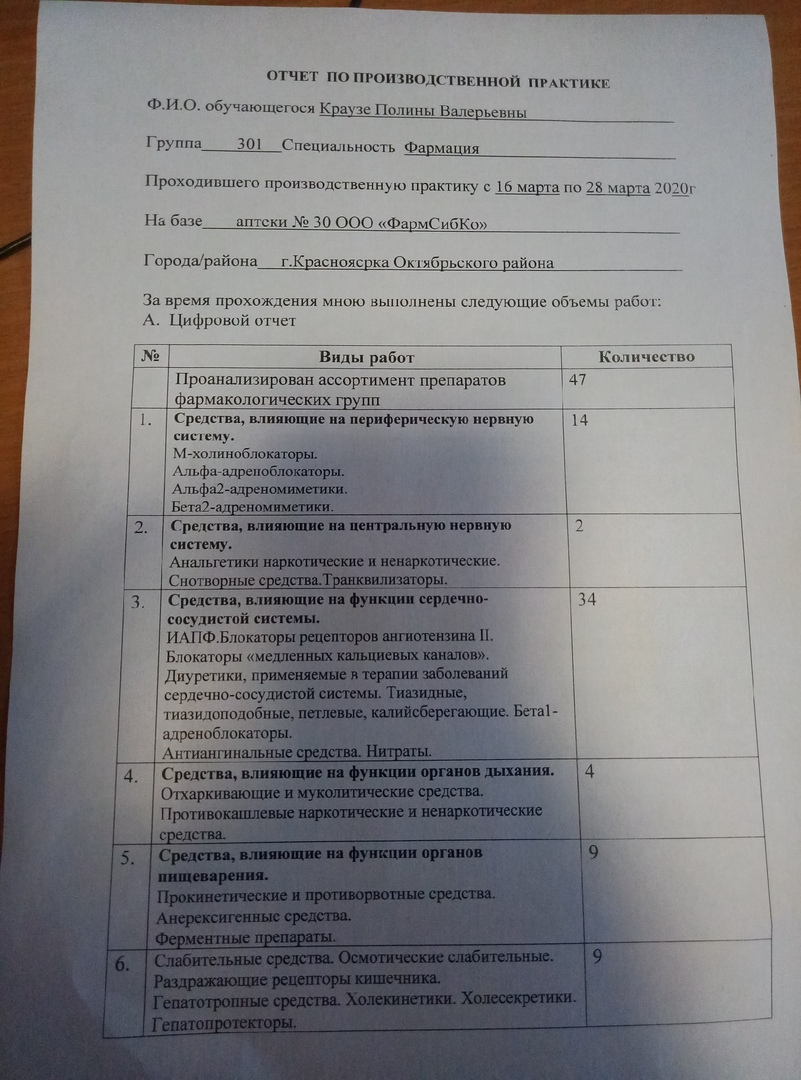 ОТЧЕТ ПО ПРОИЗВОДСТВЕННОЙ ПРАКТИКЕ
Ф.И.О. обучающегося Краузе Полины Валерьевны
Группа 301 Специальность Фармация
Проходившего производственную практику с 16 марта по 28 марта 2020г
На базе аптеки № 30 ООО «ФармСибКо»
Города/района г.Красноясрка Октябрьского района
За время прохождения мною выполнены следующие объемы работ:
А. Цифровой отчет
№ Виды работ Количество
Проанализирован ассортимент препаратов 47
фармакологических групп
1. Средства, влияющие на периферическую нервную 14
систему.
М-холиноблокаторы.
Альфа-адреноблокаторы.
Альфа2-адреномиметики.
Бета2-адреномиметики.
2. Средства, влияющие на центральную нервную 2
систему.
Анальгетики наркотические и ненаркотические.
Снотворные средства.Транквилизаторы.
3. Средства, влияющие на функции сердечно- 34
сосудистой системы.
ИАПФ.Блокаторы рецепторов ангиотензина II.
Блокаторы «медленных кальциевых каналов».
Диуретики, применяемые в терапии заболеваний
сердечно-сосудистой системы. Тиазидные,
тиазидоподобные, петлевые, калийсберегающие. Бета1-
адреноблокаторы.
Антиангинальные средства. Нитраты.
4. Средства, влияющие на функции органов дыхания. 4
Отхаркивающие и муколитические средства.
Противокашлевые наркотические и ненаркотические
средства.
5. Средства, влияющие на функции органов 9
пищеварения.
Прокинетические и противорвотные средства.
Анерексигенные средства.
Ферментные препараты.
6. Слабительные средства. Осмотические слабительные. 9
Раздражающие рецепторы кишечника.
Гепатотропные средства. Холекинетики. Холесекретики.
Гепатопротекторы.